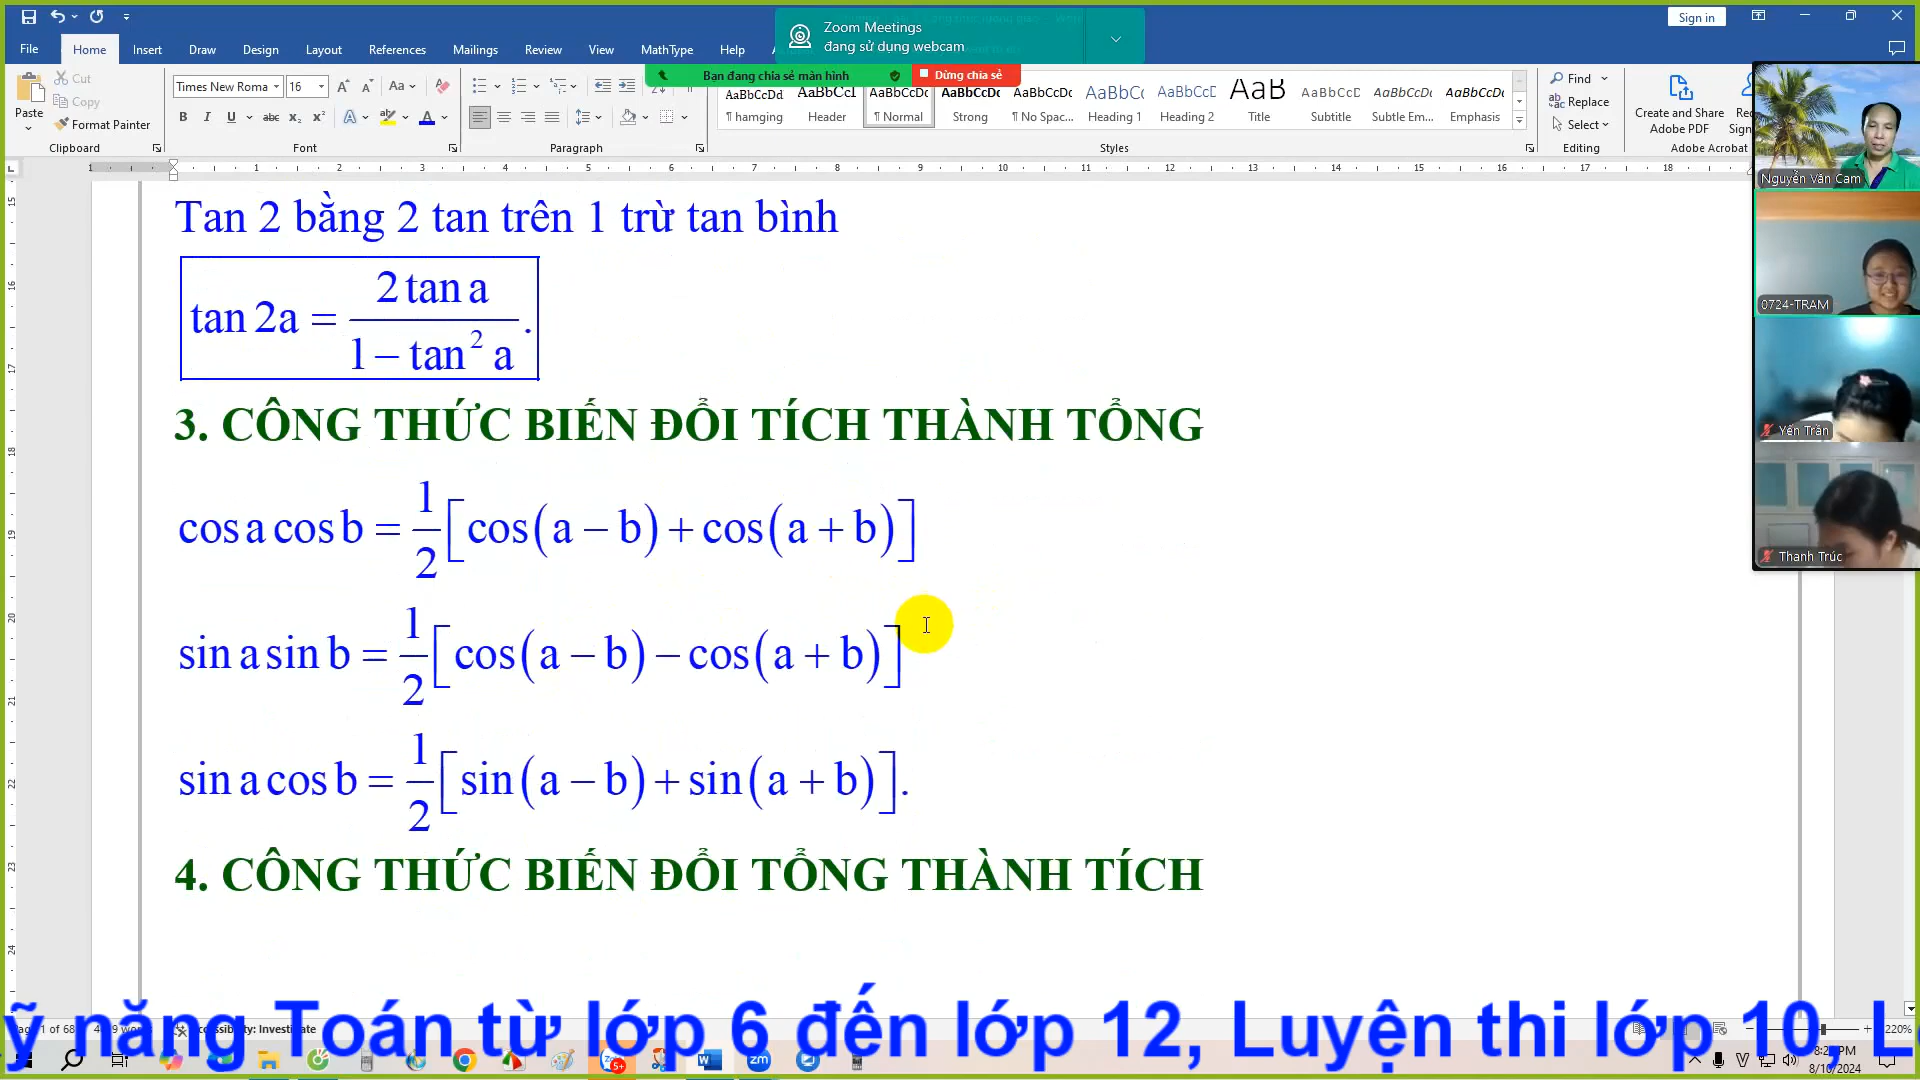 Zoom Meetings
đang sử dụng webcam
Sign in
File Home Insert Draw Design Layout References Mailings Review View MathType Help
Bạn đang chia sẻ màn hình Dừng chia sẻ
Paste
Cut
Copy
Format Painter
Clipboard
Times New Roma 16
Font
Paragraph
AaBbCcDd ¶ hamging
AaBbCcI Header
AaBbCcDc ¶ Normal
AaBbCcDc Strong
AaBbCcDc ¶ No Spac...
AaBbCc Heading 1
AaBbCcD Heading 2
AaB Title
AaBbCcD Subtitle
AaBbCcDc Subtle Em...
AaBbCcDc Emphasis
Styles
Find
Replace
Select
Editing
Create and Share
Adobe PDF
Adobe Acrobat
Nguyễn Văn Cam
0724-TRAM
Yến Trần
Thanh Trúc
Tan 2 bằng 2 tan trên 1 trừ tan bình
tan 2a = 2 tan a / (1 − tan² a).
3. CÔNG THỨC BIẾN ĐỔI TÍCH THÀNH TỔNG
cos a cos b = 1/2 [cos(a − b) + cos(a + b)]
sin a sin b = 1/2 [cos(a − b) − cos(a + b)]
sin a cos b = 1/2 [sin(a − b) + sin(a + b)].
4. CÔNG THỨC BIẾN ĐỔI TỔNG THÀNH TÍCH
ỹ năng Toán từ lớp 6 đến lớp 12, Luyện thi lớp 10, L
220%
8/10/2024